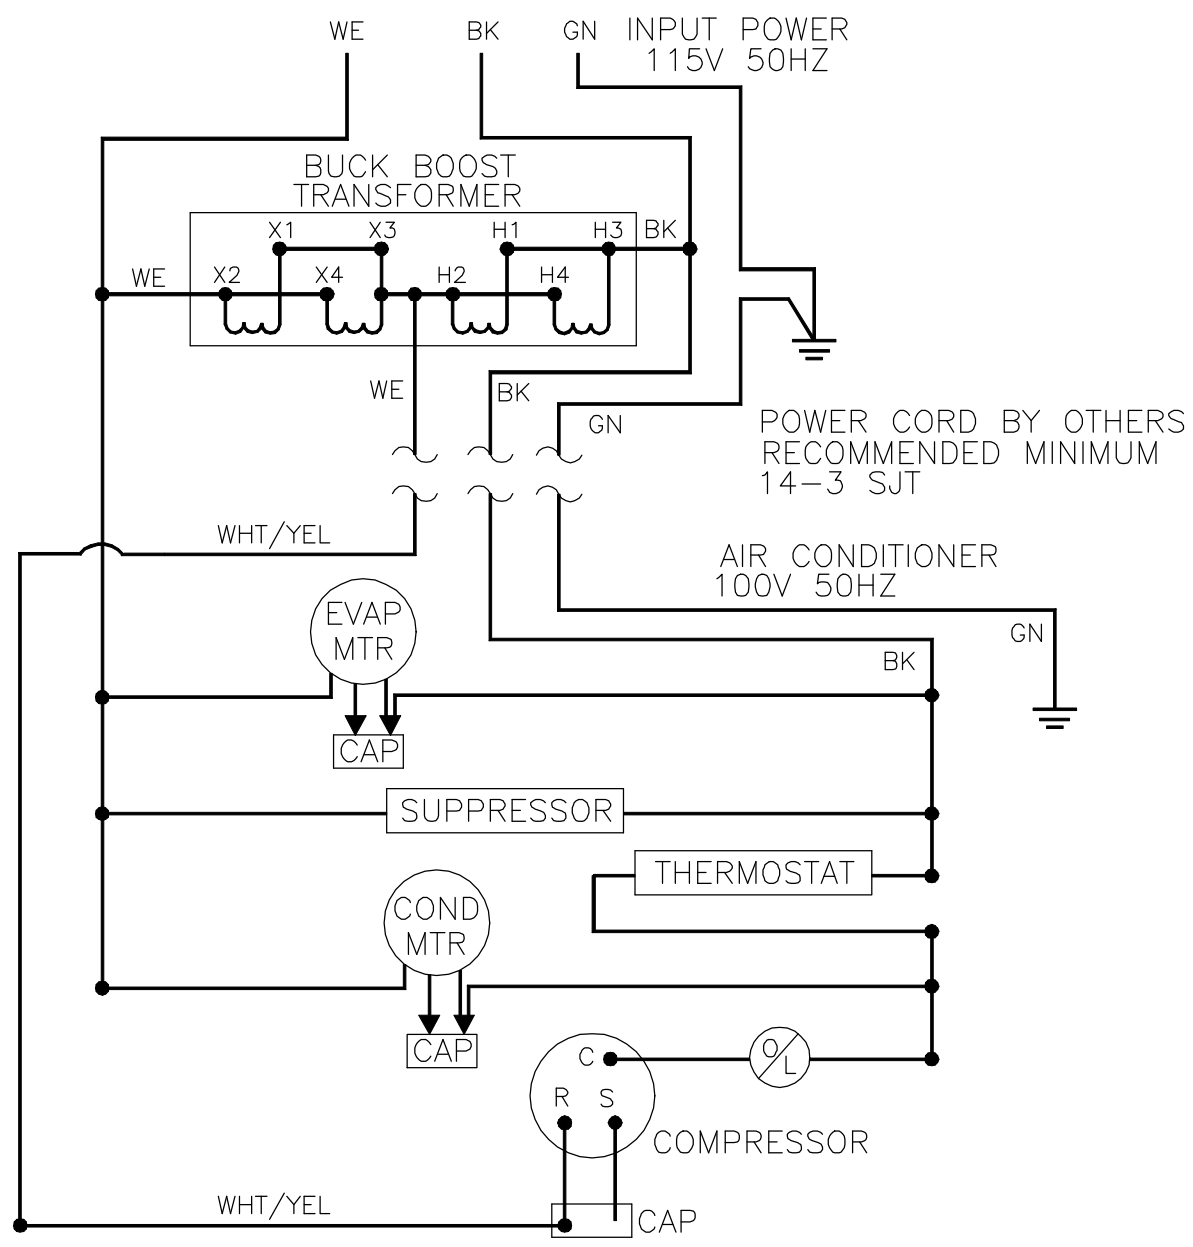 WE BK GN INPUT POWER
115V 50HZ
BUCK BOOST
TRANSFORMER
X1 X3 H1 H3 BK
WE X2 X4 H2 H4
WE BK
GN
POWER CORD BY OTHERS
RECOMMENDED MINIMUM
14-3 SJT
WHT/YEL
AIR CONDITIONER
100V 50HZ
EVAP
MTR
GN
BK
CAP
SUPPRESSOR
THERMOSTAT
COND
MTR
CAP
C O/L
R S
COMPRESSOR
WHT/YEL
CAP